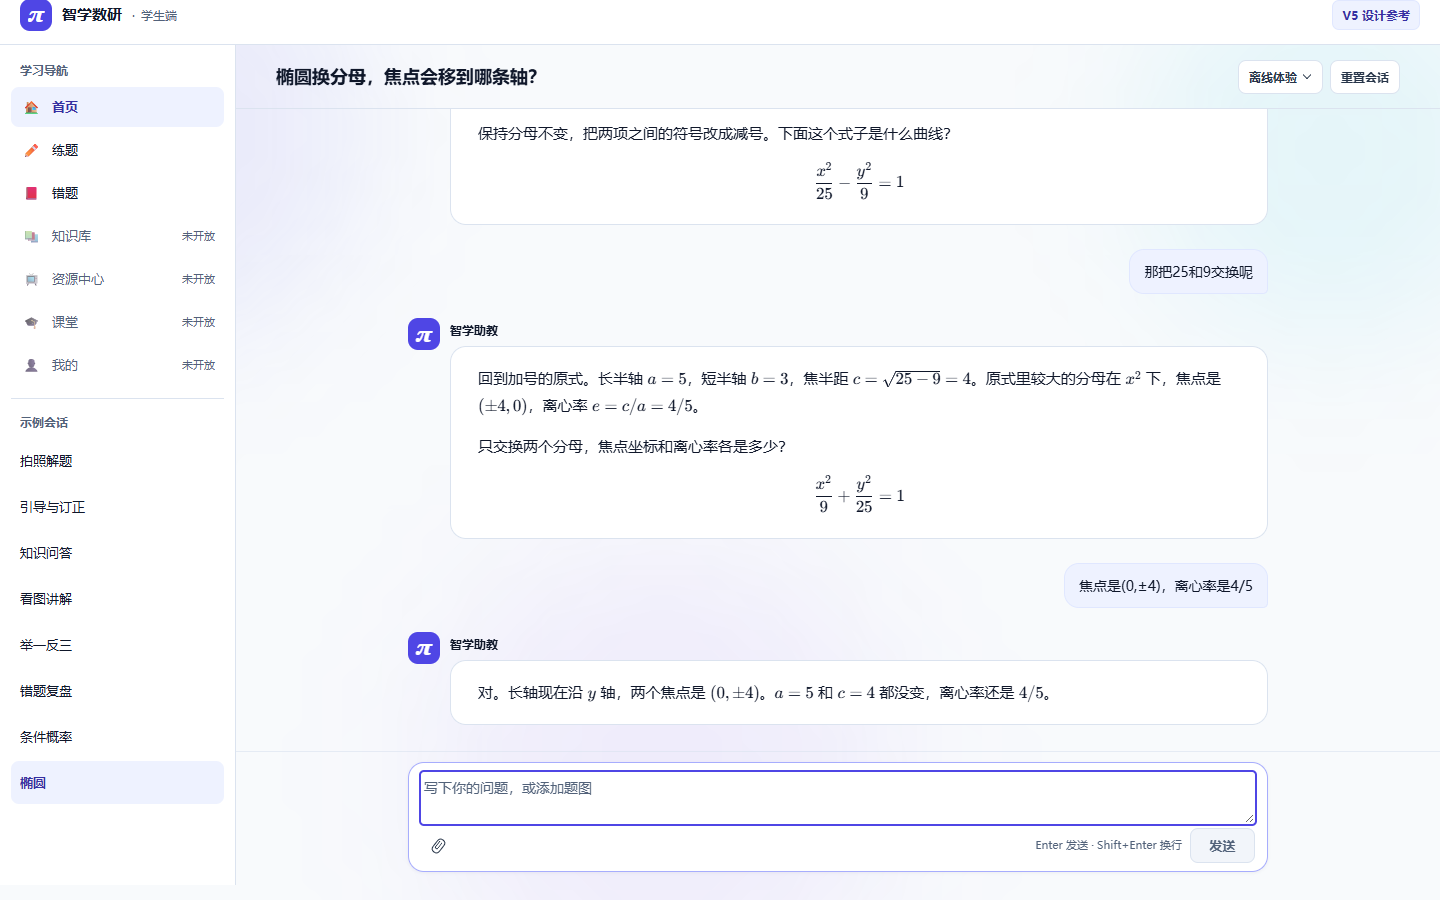 π 智学数研 · 学生端
V5 设计参考
学习导航
首页
练题
错题
知识库 未开放
资源中心 未开放
课堂 未开放
我的 未开放
示例会话
拍照解题
引导与订正
知识问答
看图讲解
举一反三
错题复盘
条件概率
椭圆
椭圆换分母，焦点会移到哪条轴？
离线体验
重置会话
保持分母不变，把两项之间的符号改成减号。下面这个式子是什么曲线？
x²/25 − y²/9 = 1
那把25和9交换呢
π 智学助教
回到加号的原式。长半轴 a = 5，短半轴 b = 3，焦半距 c = √(25 − 9) = 4。原式里较大的分母在 x² 下，焦点是
(±4, 0)，离心率 e = c/a = 4/5。
只交换两个分母，焦点坐标和离心率各是多少？
x²/9 + y²/25 = 1
焦点是(0,±4)，离心率是4/5
π 智学助教
对。长轴现在沿 y 轴，两个焦点是 (0, ±4)。a = 5 和 c = 4 都没变，离心率还是 4/5。
写下你的问题，或添加题图
Enter 发送 · Shift+Enter 换行
发送